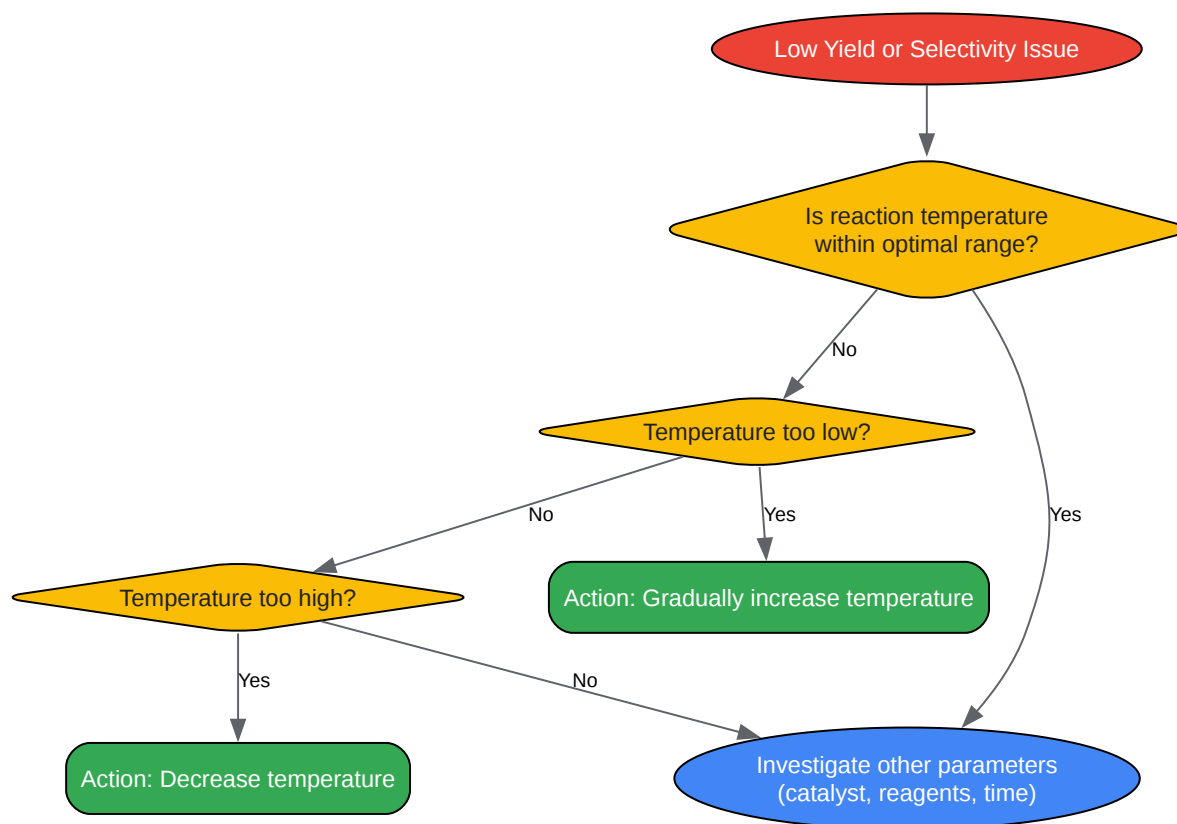 Low Yield or Selectivity Issue
Is reaction temperature
within optimal range?
No
Temperature too low?
No
Yes
Yes
Action: Gradually increase temperature
Temperature too high?
Yes
No
Action: Decrease temperature
Investigate other parameters
(catalyst, reagents, time)